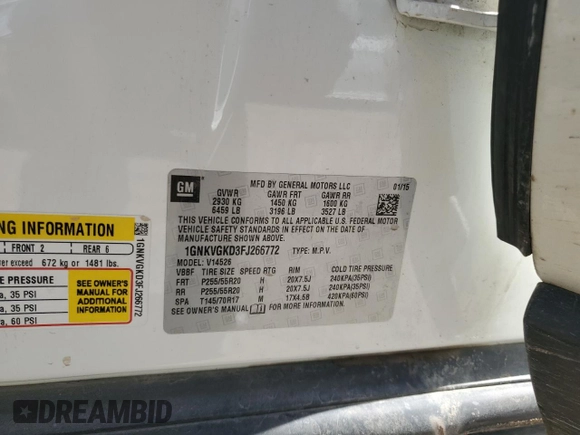 NG INFORMATION
FRONT 2 REAR 6
ver exceed 672 kg or 1481 lbs.
RE PRESSURE
a, 35 PSI
a, 35 PSI
a, 60 PSI
SEE OWNER'S
MANUAL FOR
ADDITIONAL
INFORMATION
1GNKVGKD3FJ266772
GM
MFD BY GENERAL MOTORS LLC 01/15
GVWR GAWR FRT GAWR RR
2930 KG 1450 KG 1600 KG
6459 LB 3196 LB 3527 LB
THIS VEHICLE CONFORMS TO ALL APPLICABLE U.S. FEDERAL MOTOR
VEHICLE SAFETY STANDARDS IN EFFECT ON THE DATE OF
MANUFACTURE SHOWN ABOVE.
1GNKVGKD3FJ266772 TYPE: M.P.V.
MODEL: V14526
VBBF TIRE SIZE SPEED RTG RIM COLD TIRE PRESSURE
FRT P255/55R20 H 20X7.5J 240KPA(35PSI)
RR P255/55R20 H 20X7.5J 240KPA(35PSI)
SPA T145/70R17 M 17X4.5B 420KPA(60PSI)
SEE OWNER'S MANUAL FOR MORE INFORMATION.
DREAMBID